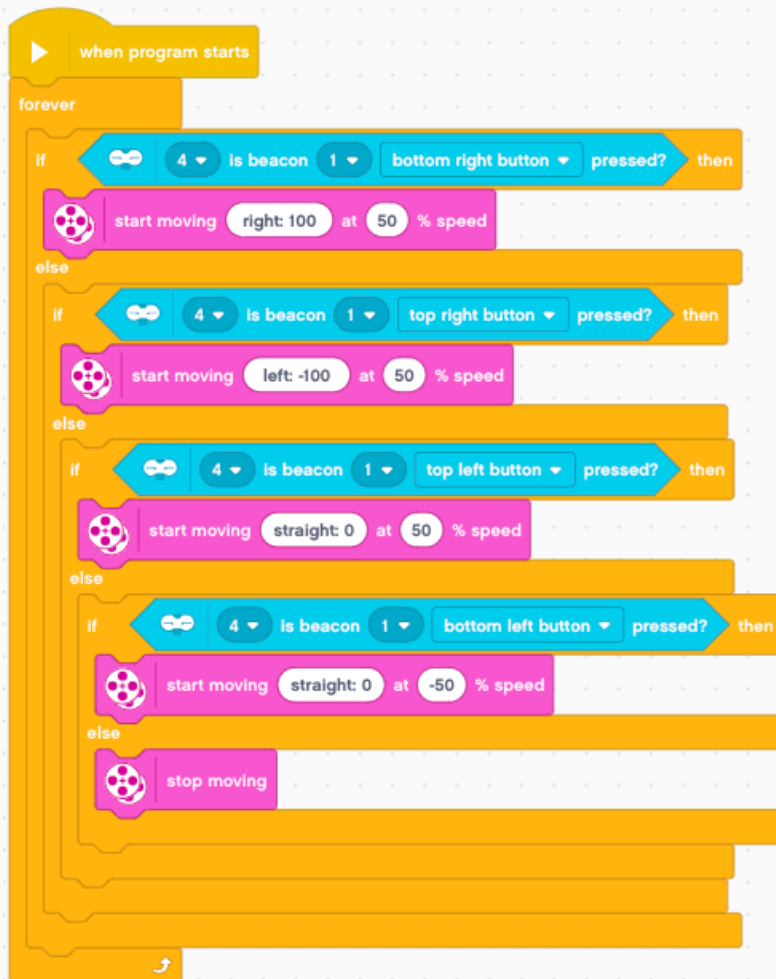 when program starts
forever
if 4 is beacon 1 bottom right button pressed? then
start moving right: 100 at 50 % speed
else
if 4 is beacon 1 top right button pressed? then
start moving left: -100 at 50 % speed
else
if 4 is beacon 1 top left button pressed? then
start moving straight: 0 at 50 % speed
else
if 4 is beacon 1 bottom left button pressed? then
start moving straight: 0 at -50 % speed
else
stop moving